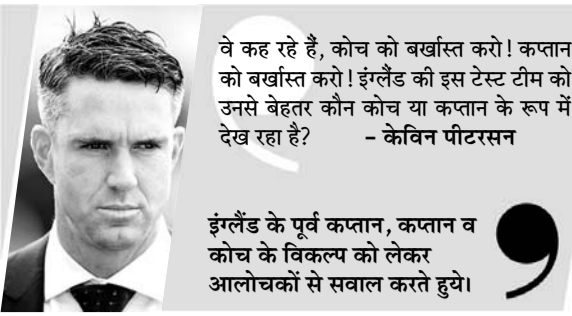 वे कह रहे हैं, कोच को बर्खास्त करो! कप्तान
को बर्खास्त करो! इंग्लैंड की इस टेस्ट टीम को
उनसे बेहतर कौन कोच या कप्तान के रूप में
देख रहा है? – केविन पीटरसन
इंग्लैंड के पूर्व कप्तान, कप्तान व
कोच के विकल्प को लेकर
आलोचकों से सवाल करते हुये।